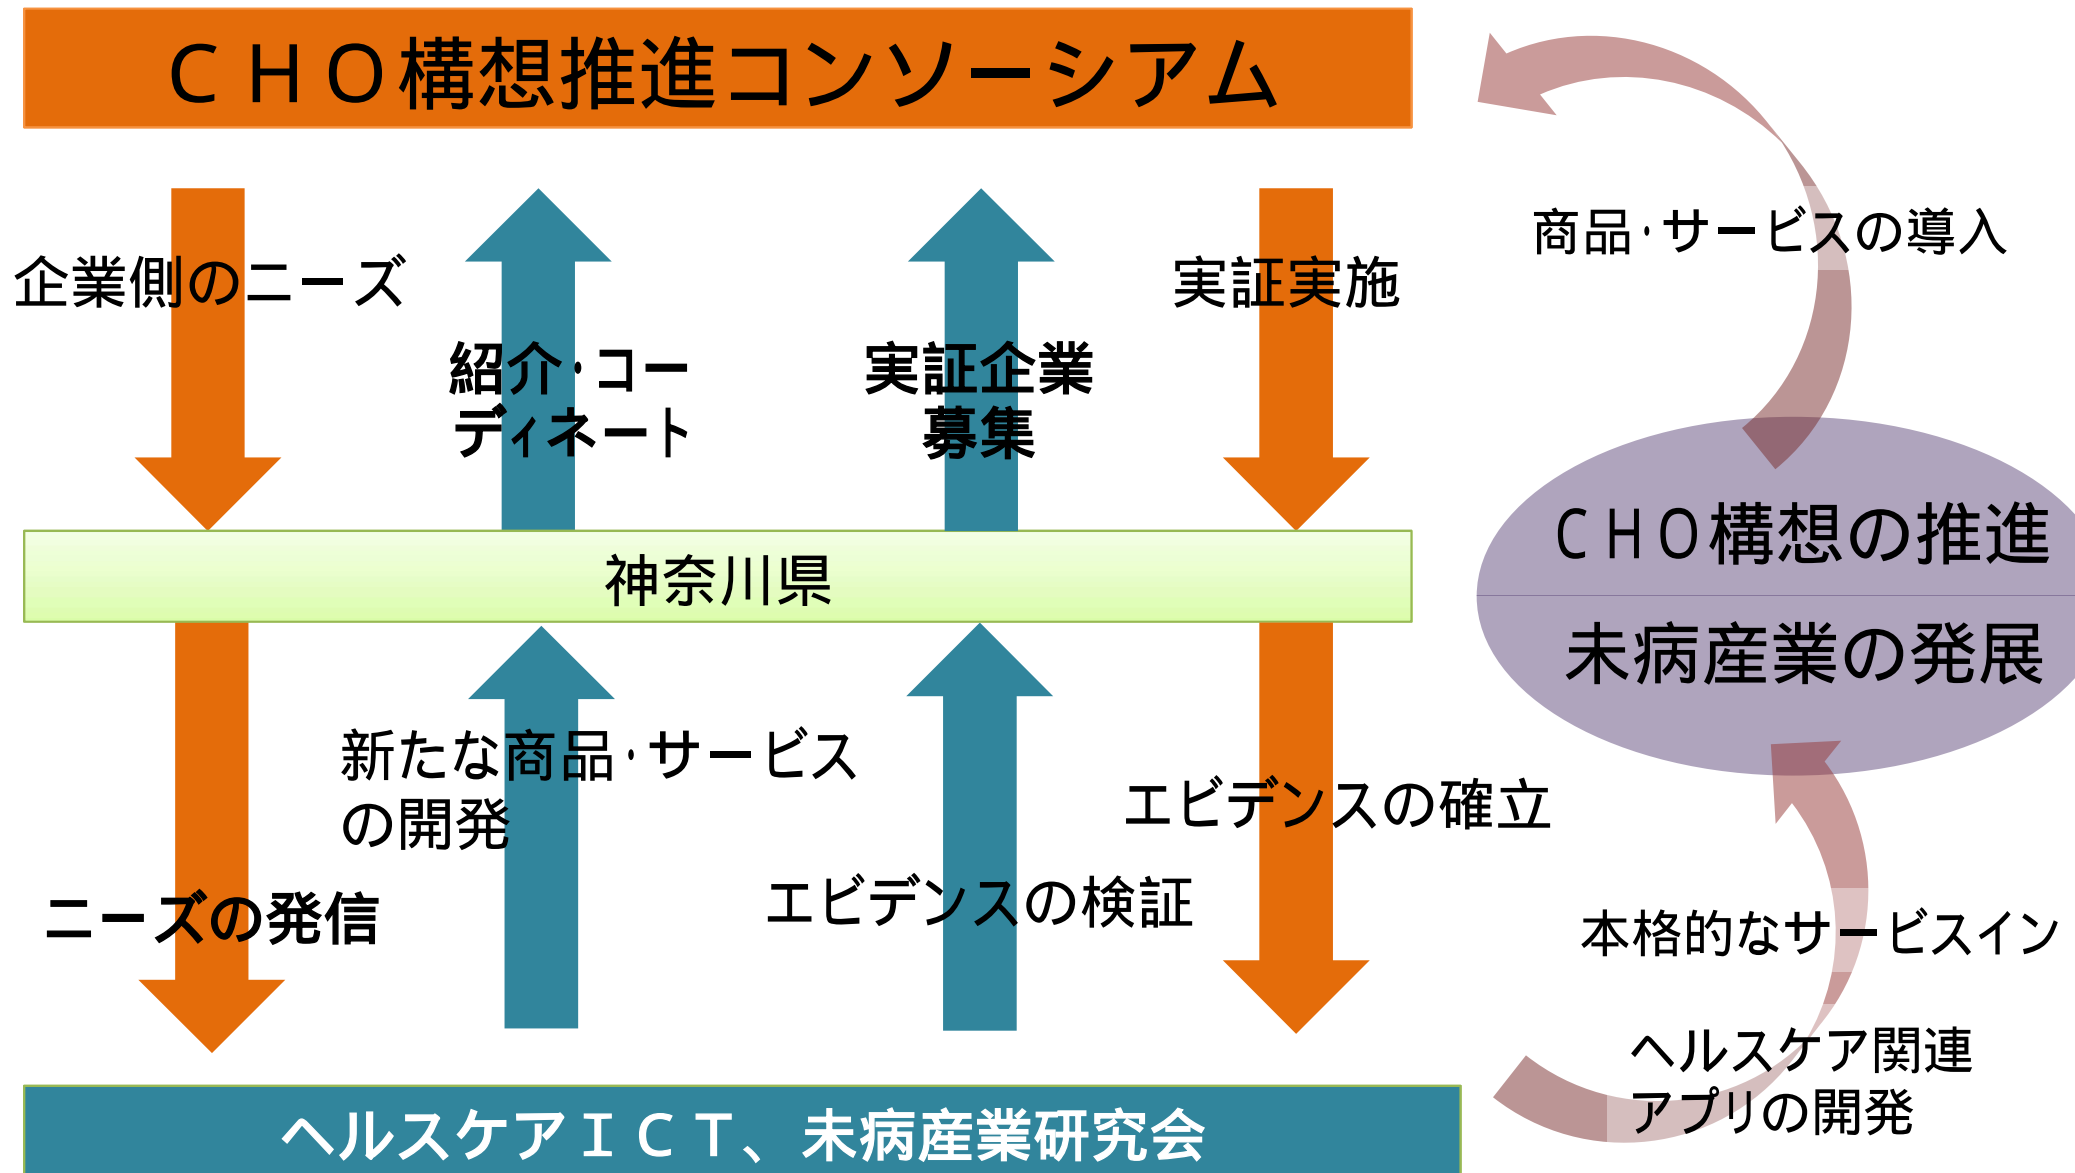 ＣＨＯ構想推進コンソーシアム
商品・サービスの導入
企業側のニーズ
実証実施
紹介・コー
ディネート
実証企業
募集
ＣＨＯ構想の推進
神奈川県
未病産業の発展
新たな商品・サービス
の開発
エビデンスの確立
エビデンスの検証
ニーズの発信
本格的なサービスイン
ヘルスケア関連
アプリの開発
ヘルスケアＩＣＴ、未病産業研究会